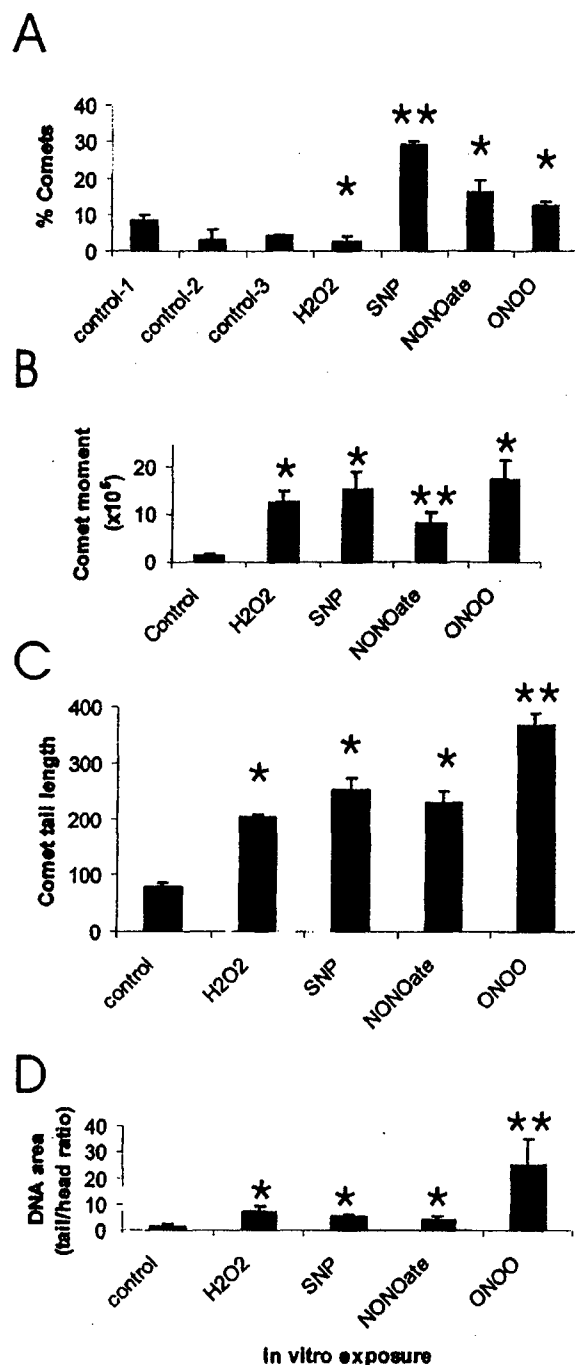 A
% Comets
40
30
20
10
0
★★
★
★
★
control-1
control-2
control-3
H2O2
SNP
NONOate
ONOO
B
Comet moment
(x10⁵)
20
10
0
★
★
★★
★
Control
H2O2
SNP
NONOate
ONOO
C
Comet tail length
400
300
200
100
0
★
★
★
★★
control
H2O2
SNP
NONOate
ONOO
D
DNA area
(tail/head ratio)
40
30
20
10
0
★
★
★
★★
control
H2O2
SNP
NONOate
ONOO
In vitro exposure